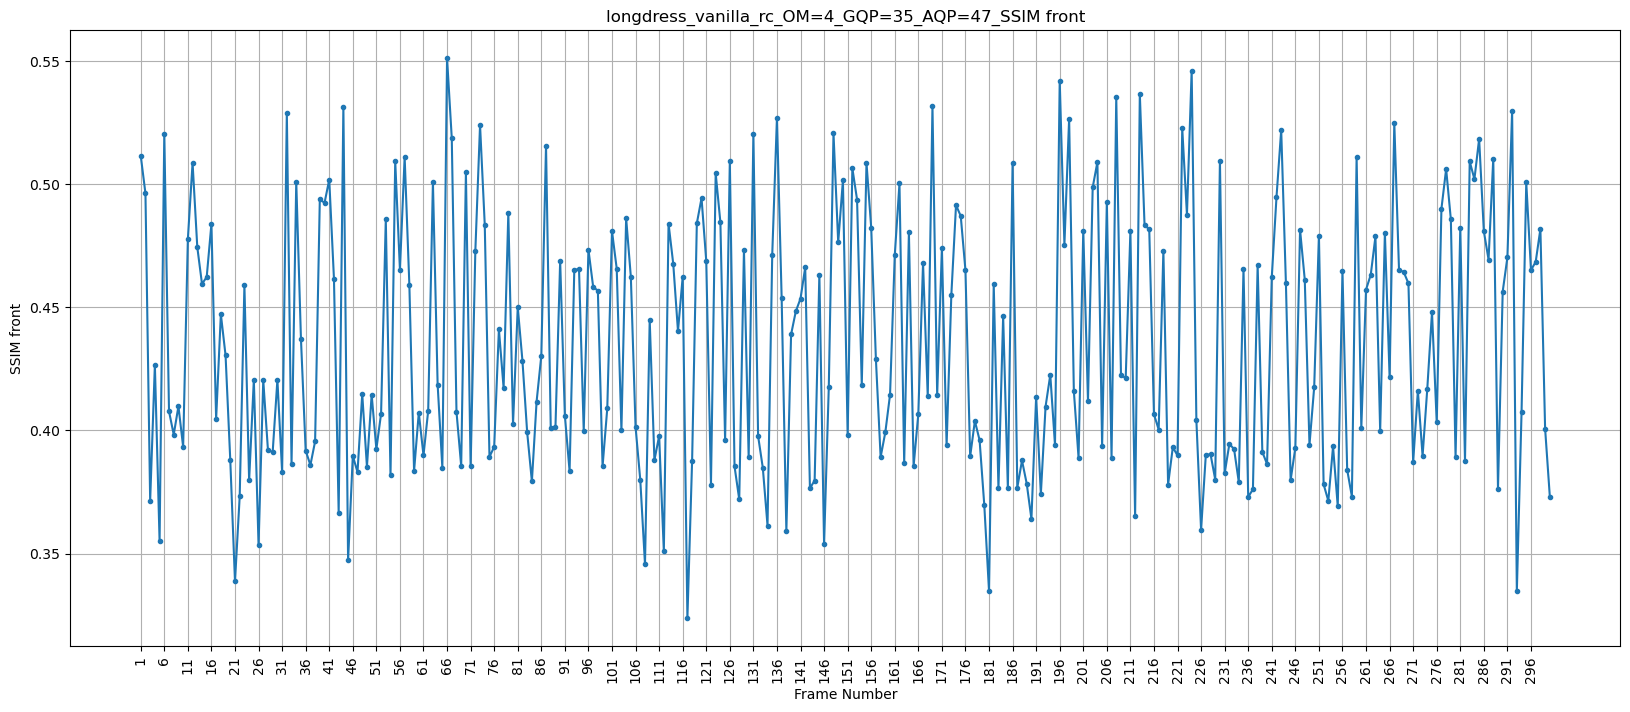 longdress_vanilla_rc_OM=4_GQP=35_AQP=47_SSIM front
0.55
0.50
0.45
0.40
0.35
SSIM front
1 6 11 16 21 26 31 36 41 46 51 56 61 66 71 76 81 86 91 96 101 106 111 116 121 126 131 136 141 146 151 156 161 166 171 176 181 186 191 196 201 206 211 216 221 226 231 236 241 246 251 256 261 266 271 276 281 286 291 296
Frame Number